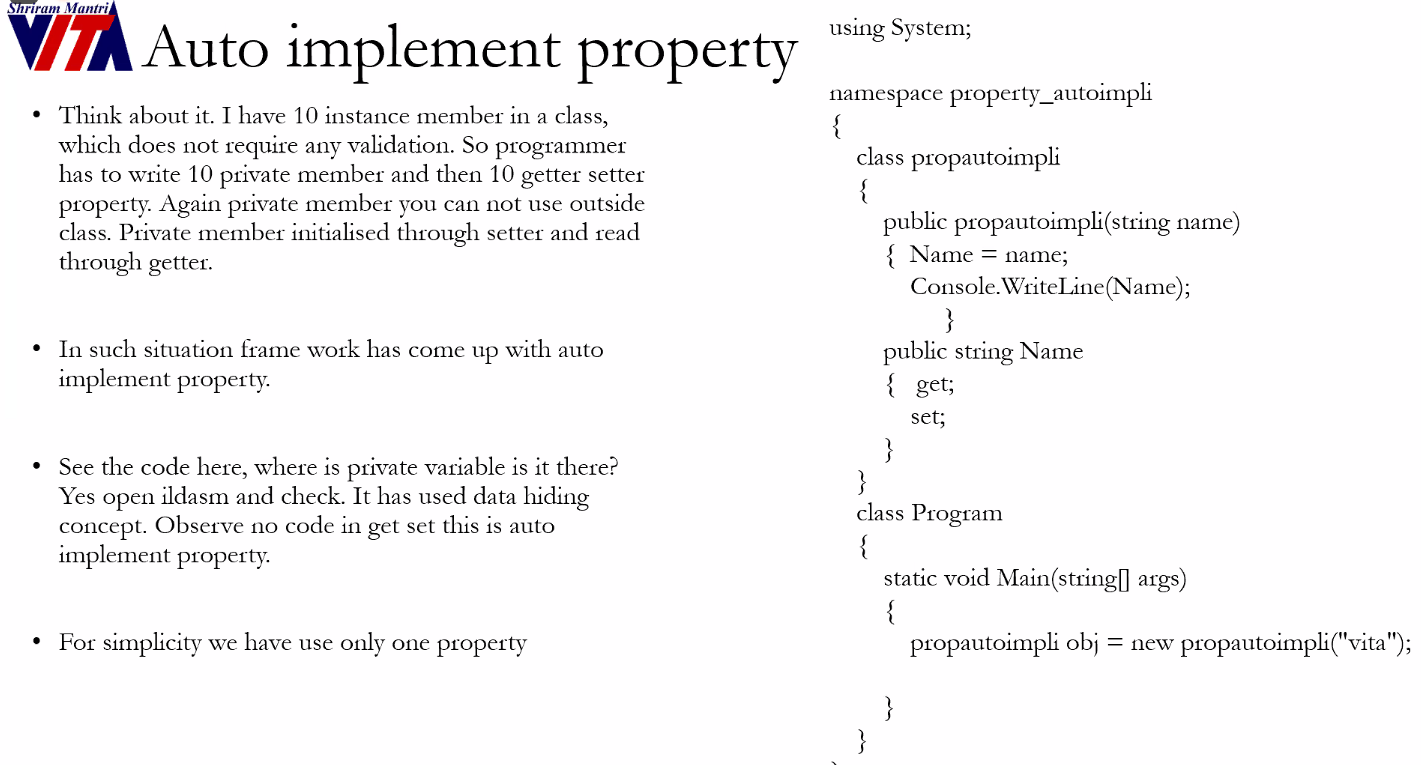 Shriram Mantri
VITA
Auto implement property
• Think about it. I have 10 instance member in a class,
which does not require any validation. So programmer
has to write 10 private member and then 10 getter setter
property. Again private member you can not use outside
class. Private member initialised through setter and read
through getter.
• In such situation frame work has come up with auto
implement property.
• See the code here, where is private variable is it there?
Yes open ildasm and check. It has used data hiding
concept. Observe no code in get set this is auto
implement property.
• For simplicity we have use only one property
using System;
namespace property_autoimpli
{
class propautoimpli
{
public propautoimpli(string name)
{ Name = name;
Console.WriteLine(Name);
}
public string Name
{ get;
set;
}
}
class Program
{
static void Main(string[] args)
{
propautoimpli obj = new propautoimpli("vita");
}
}